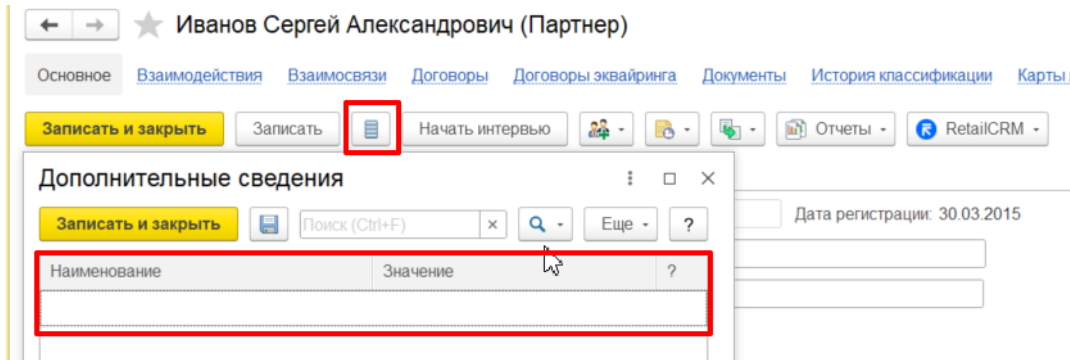 Иванов Сергей Александрович (Партнер)
Основное Взаимодействия Взаимосвязи Договоры Договоры эквайринга Документы История классификации Карты
Записать и закрыть Записать Начать интервью Отчеты RetailCRM
Дополнительные сведения
Записать и закрыть Поиск (Ctrl+F) × Еще ? Дата регистрации: 30.03.2015
Наименование Значение ?